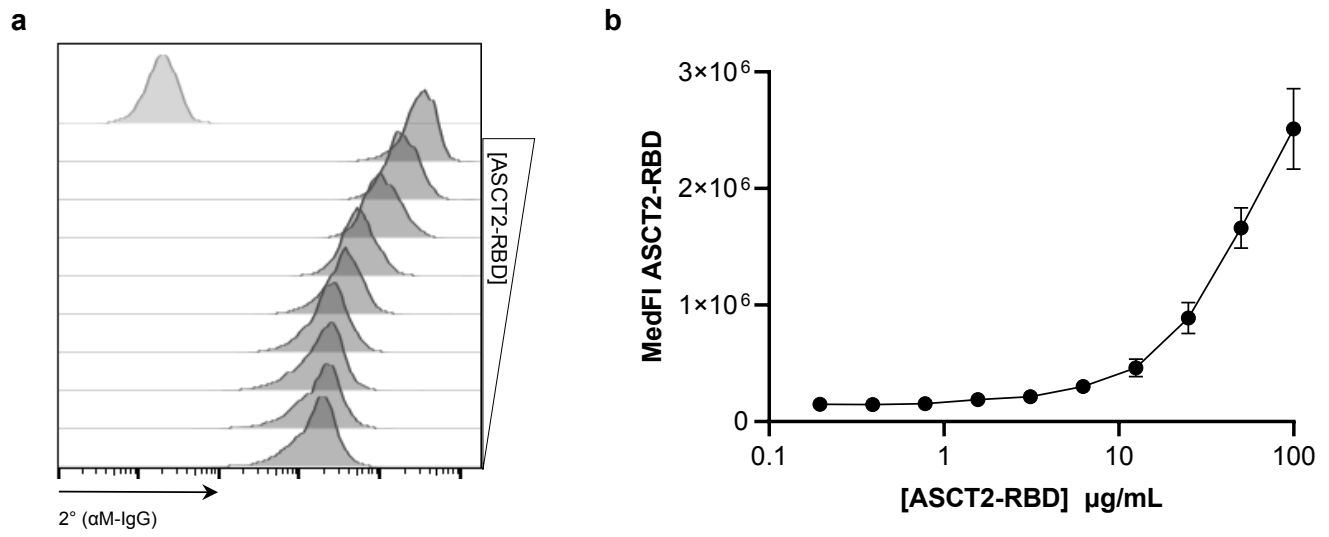 a
[ASCT2-RBD]
2° (αM-IgG)
b
MedFI ASCT2-RBD
3×10⁶
2×10⁶
1×10⁶
0
0.1 1 10 100
[ASCT2-RBD] µg/mL